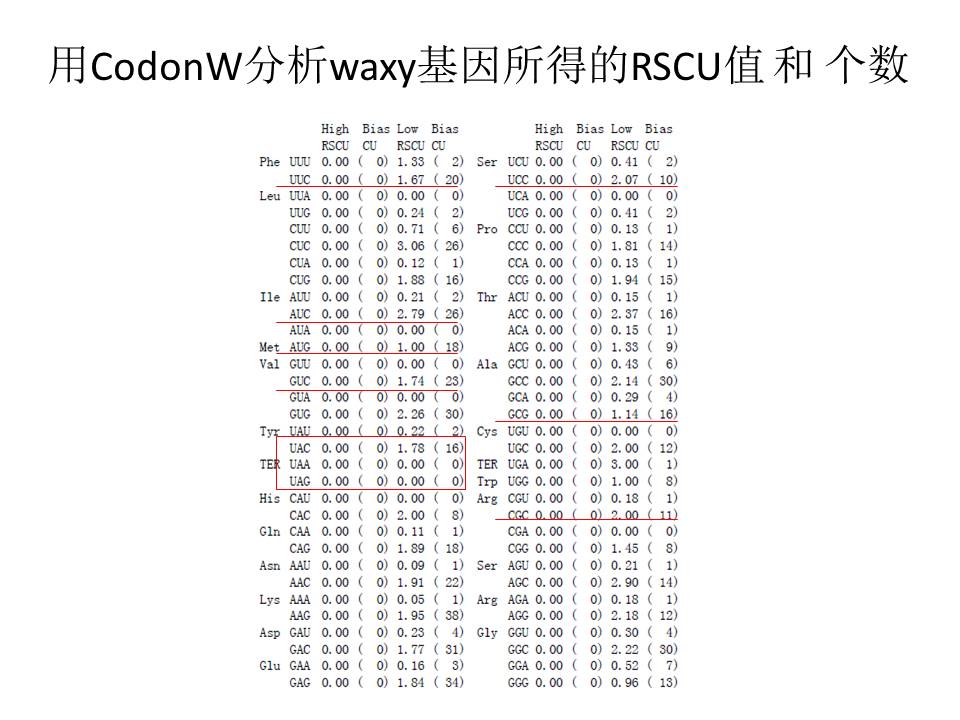 用CodonW分析waxy基因所得的RSCU值 和 个数
High Bias Low Bias High Bias Low Bias
RSCU CU RSCU CU RSCU CU RSCU CU
Phe UUU 0.00 ( 0) 1.33 ( 2) Ser UCU 0.00 ( 0) 0.41 ( 2)
UUC 0.00 ( 0) 1.67 ( 20) UCC 0.00 ( 0) 2.07 ( 10)
Leu UUA 0.00 ( 0) 0.00 ( 0) UCA 0.00 ( 0) 0.00 ( 0)
UUG 0.00 ( 0) 0.24 ( 2) UCG 0.00 ( 0) 0.41 ( 2)
CUU 0.00 ( 0) 0.71 ( 6) Pro CCU 0.00 ( 0) 0.13 ( 1)
CUC 0.00 ( 0) 3.06 ( 26) CCC 0.00 ( 0) 1.81 ( 14)
CUA 0.00 ( 0) 0.12 ( 1) CCA 0.00 ( 0) 0.13 ( 1)
CUG 0.00 ( 0) 1.88 ( 16) CCG 0.00 ( 0) 1.94 ( 15)
Ile AUU 0.00 ( 0) 0.21 ( 2) Thr ACU 0.00 ( 0) 0.15 ( 1)
AUC 0.00 ( 0) 2.79 ( 26) ACC 0.00 ( 0) 2.37 ( 16)
AUA 0.00 ( 0) 0.00 ( 0) ACA 0.00 ( 0) 0.15 ( 1)
Met AUG 0.00 ( 0) 1.00 ( 18) ACG 0.00 ( 0) 1.33 ( 9)
Val GUU 0.00 ( 0) 0.00 ( 0) Ala GCU 0.00 ( 0) 0.43 ( 6)
GUC 0.00 ( 0) 1.74 ( 23) GCC 0.00 ( 0) 2.14 ( 30)
GUA 0.00 ( 0) 0.00 ( 0) GCA 0.00 ( 0) 0.29 ( 4)
GUG 0.00 ( 0) 2.26 ( 30) GCG 0.00 ( 0) 1.14 ( 16)
Tyr UAU 0.00 ( 0) 0.22 ( 2) Cys UGU 0.00 ( 0) 0.00 ( 0)
UAC 0.00 ( 0) 1.78 ( 16) UGC 0.00 ( 0) 2.00 ( 12)
TER UAA 0.00 ( 0) 0.00 ( 0) TER UGA 0.00 ( 0) 3.00 ( 1)
UAG 0.00 ( 0) 0.00 ( 0) Trp UGG 0.00 ( 0) 1.00 ( 8)
His CAU 0.00 ( 0) 0.00 ( 0) Arg CGU 0.00 ( 0) 0.18 ( 1)
CAC 0.00 ( 0) 2.00 ( 8) CGC 0.00 ( 0) 2.00 ( 11)
Gln CAA 0.00 ( 0) 0.11 ( 1) CGA 0.00 ( 0) 0.00 ( 0)
CAG 0.00 ( 0) 1.89 ( 18) CGG 0.00 ( 0) 1.45 ( 8)
Asn AAU 0.00 ( 0) 0.09 ( 1) Ser AGU 0.00 ( 0) 0.21 ( 1)
AAC 0.00 ( 0) 1.91 ( 22) AGC 0.00 ( 0) 2.90 ( 14)
Lys AAA 0.00 ( 0) 0.05 ( 1) Arg AGA 0.00 ( 0) 0.18 ( 1)
AAG 0.00 ( 0) 1.95 ( 38) AGG 0.00 ( 0) 2.18 ( 12)
Asp GAU 0.00 ( 0) 0.23 ( 4) Gly GGU 0.00 ( 0) 0.30 ( 4)
GAC 0.00 ( 0) 1.77 ( 31) GGC 0.00 ( 0) 2.22 ( 30)
Glu GAA 0.00 ( 0) 0.16 ( 3) GGA 0.00 ( 0) 0.52 ( 7)
GAG 0.00 ( 0) 1.84 ( 34) GGG 0.00 ( 0) 0.96 ( 13)